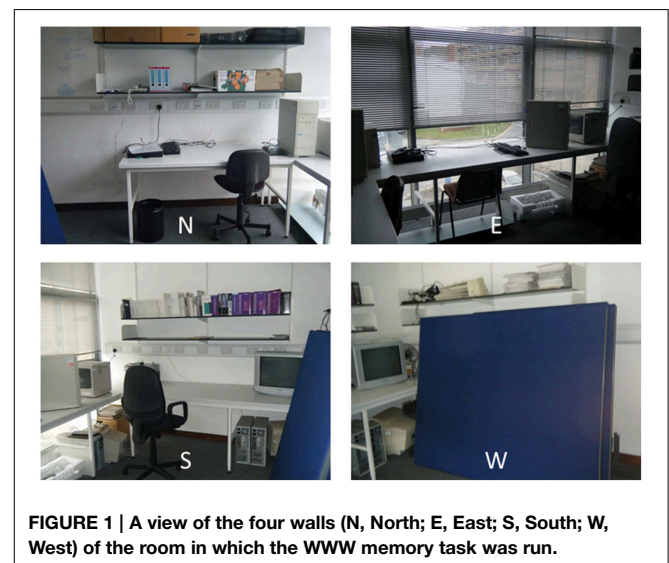 N
E
S
W
FIGURE 1 | A view of the four walls (N, North; E, East; S, South; W,
West) of the room in which the WWW memory task was run.